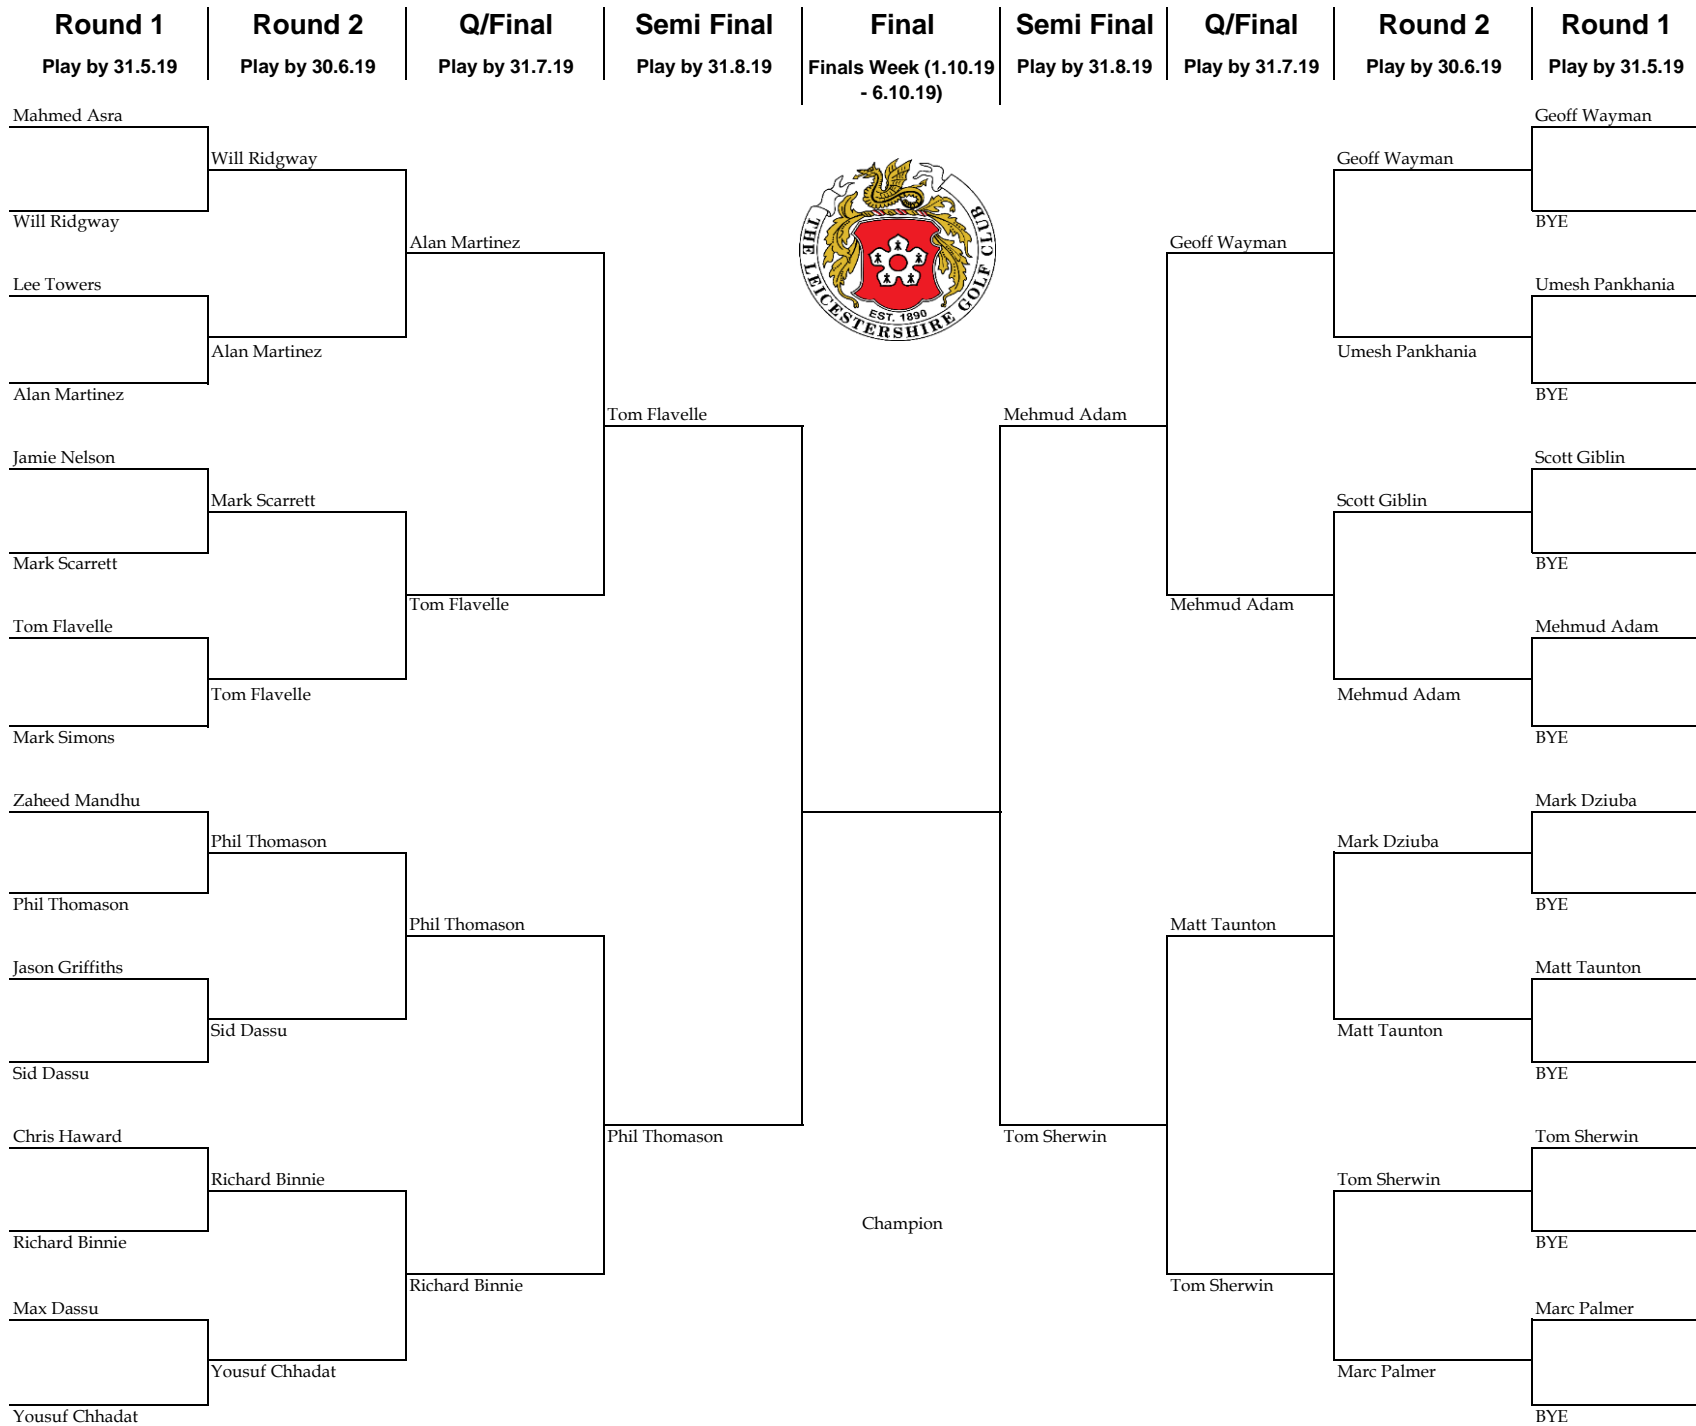 Round 1
Round 2
Q/Final
Semi Final
Final
Semi Final
Q/Final
Round 2
Round 1
Play by 31.5.19
Play by 30.6.19
Play by 31.7.19
Play by 31.8.19
Finals Week (1.10.19
- 6.10.19)
Play by 31.8.19
Play by 31.7.19
Play by 30.6.19
Play by 31.5.19
Mahmed Asra
Will Ridgway
Lee Towers
Alan Martinez
Jamie Nelson
Mark Scarrett
Tom Flavelle
Mark Simons
Zaheed Mandhu
Phil Thomason
Jason Griffiths
Sid Dassu
Chris Haward
Richard Binnie
Max Dassu
Yousuf Chhadat
Will Ridgway
Alan Martinez
Mark Scarrett
Tom Flavelle
Phil Thomason
Sid Dassu
Richard Binnie
Yousuf Chhadat
Alan Martinez
Tom Flavelle
Phil Thomason
Richard Binnie
Tom Flavelle
Phil Thomason
THE LEICESTERSHIRE GOLF CLUB
EST. 1890
Champion
Mehmud Adam
Tom Sherwin
Geoff Wayman
Mehmud Adam
Matt Taunton
Tom Sherwin
Geoff Wayman
Umesh Pankhania
Scott Giblin
Mehmud Adam
Mark Dziuba
Matt Taunton
Tom Sherwin
Marc Palmer
Geoff Wayman
BYE
Umesh Pankhania
BYE
Scott Giblin
BYE
Mehmud Adam
BYE
Mark Dziuba
BYE
Matt Taunton
BYE
Tom Sherwin
BYE
Marc Palmer
BYE